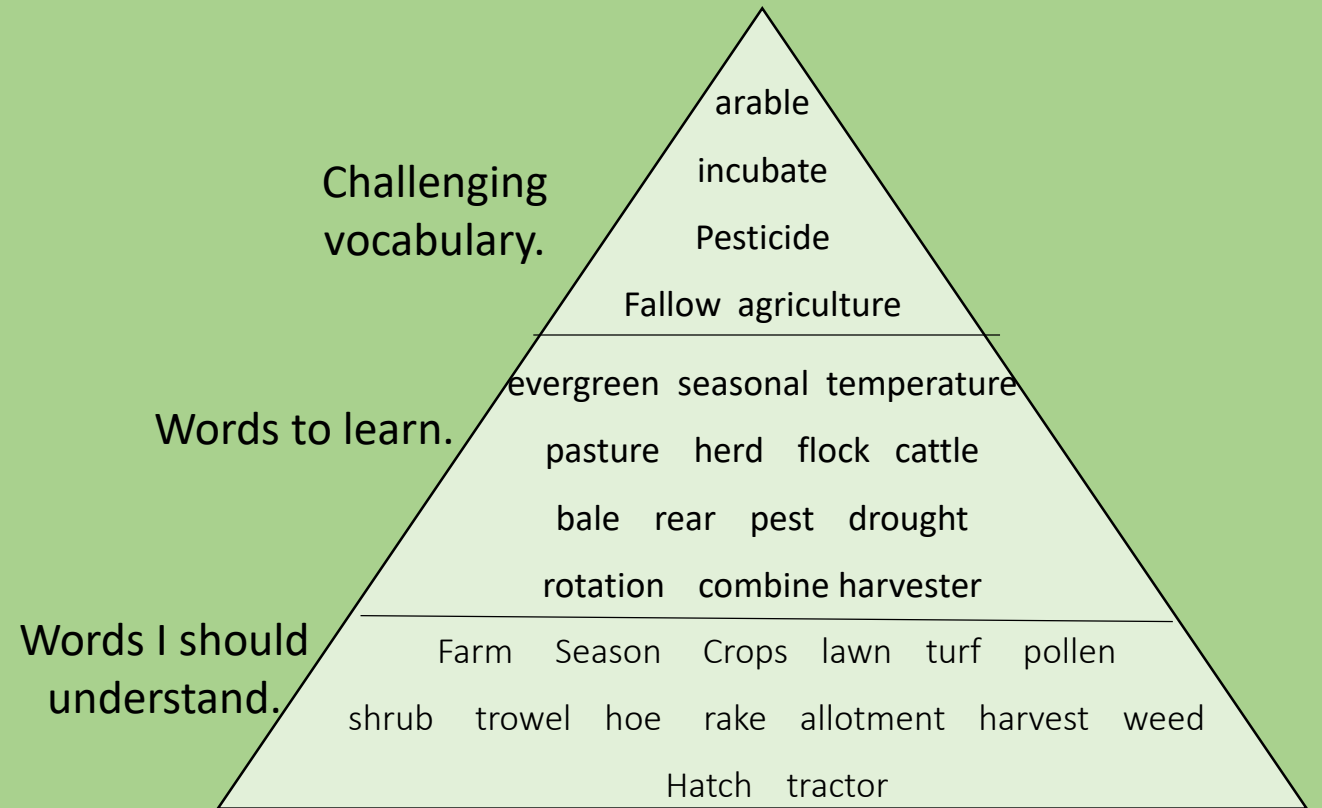 Challenging
vocabulary.
arable
incubate
Pesticide
Fallow agriculture
Words to learn.
evergreen seasonal temperature
pasture herd flock cattle
bale rear pest drought
rotation combine harvester
Words I should
understand.
Farm Season Crops lawn turf pollen
shrub trowel hoe rake allotment harvest weed
Hatch tractor